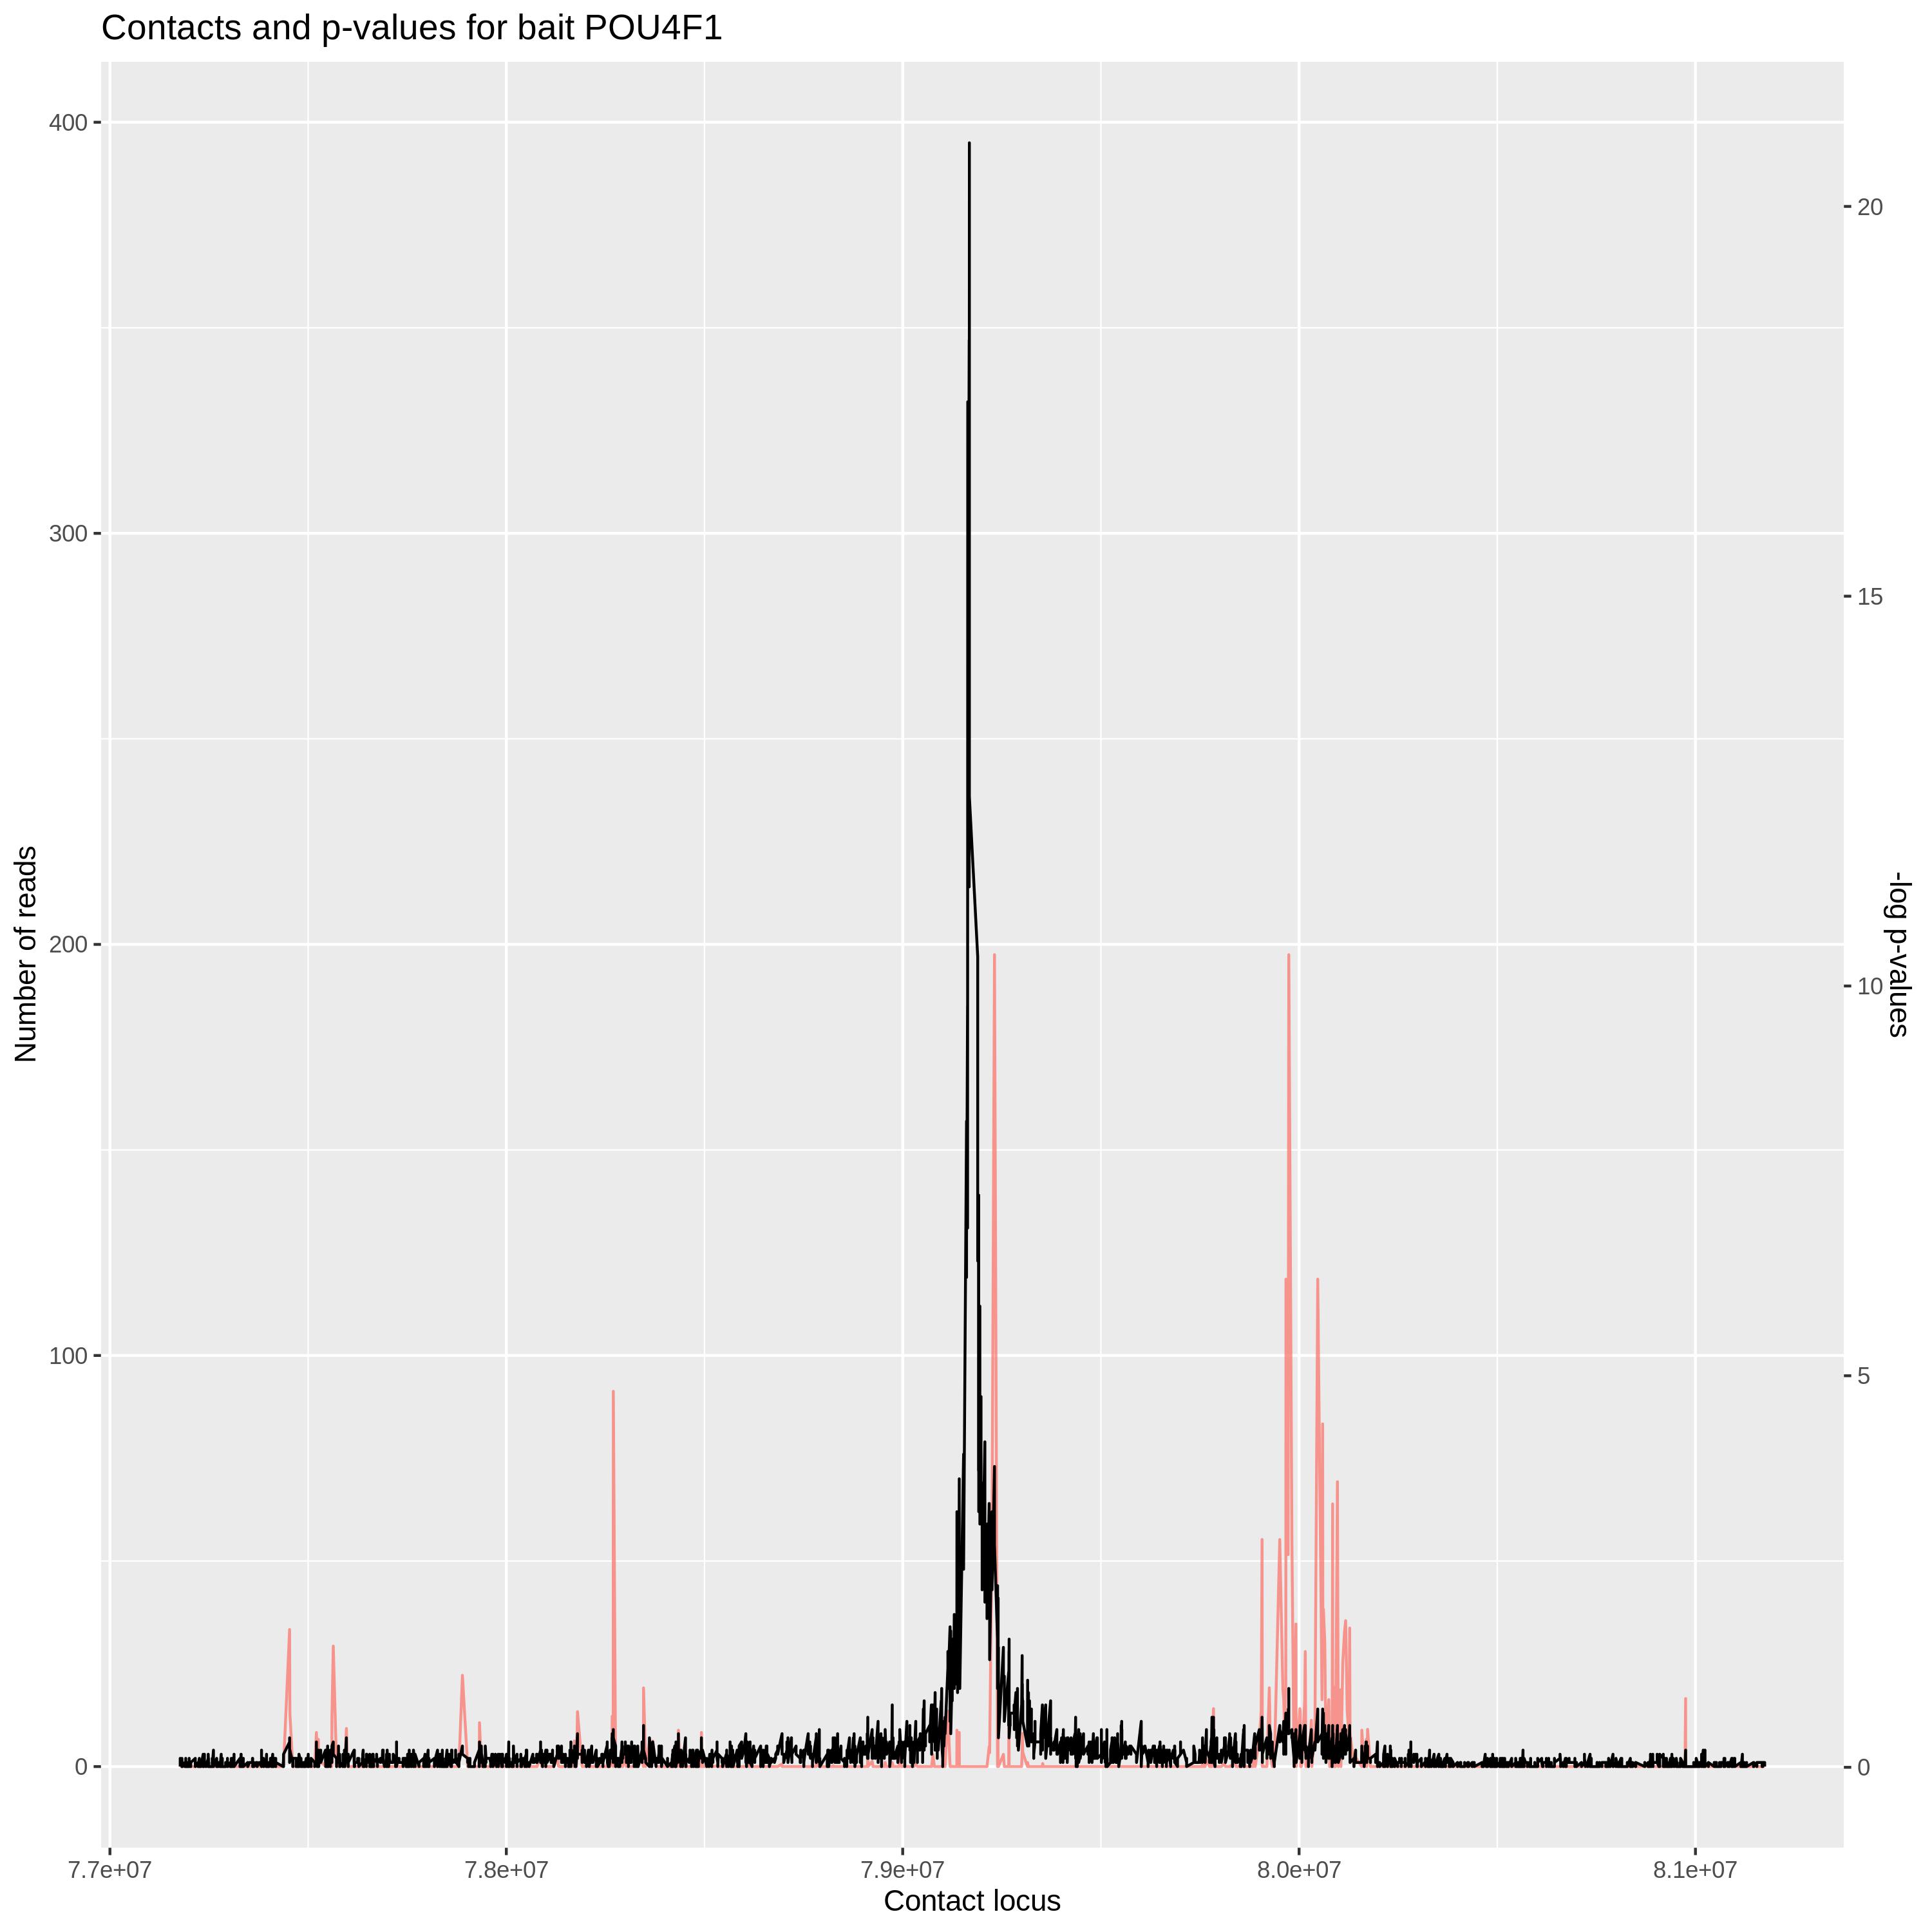 Contacts and p-values for bait POU4F1
400
300
200
100
0
Number of reads
20
15
10
5
0
-log p-values
7.7e+07 7.8e+07 7.9e+07 8.0e+07 8.1e+07
Contact locus